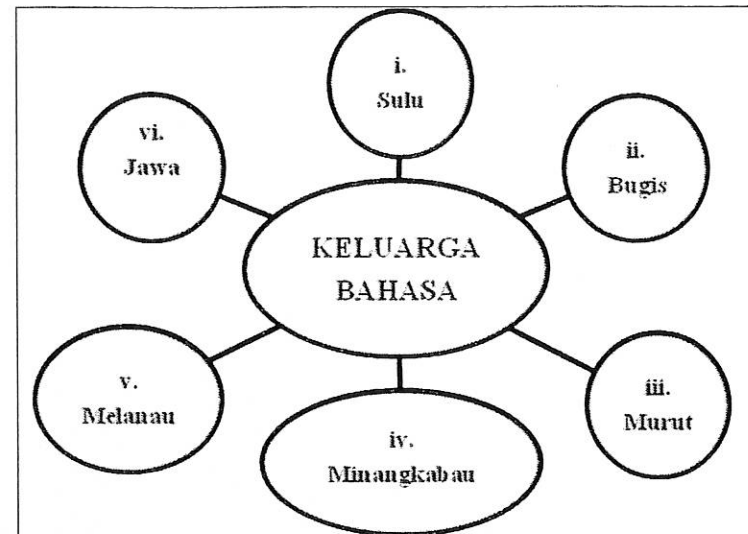 i.
Sulu
vi.
Jawa
ii.
Bugis
KELUARGA
BAHASA
v.
Melanau
iii.
Murut
iv.
Minangkabau